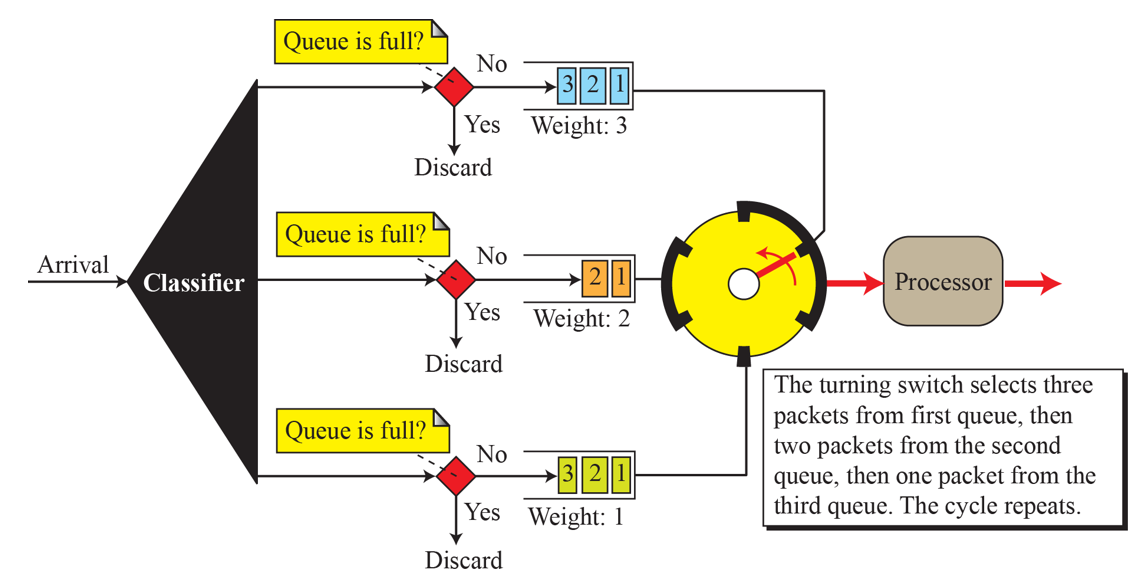 Queue is full?
No
3 2 1
Weight: 3
Yes
Discard
Arrival
Classifier
Queue is full?
No
2 1
Weight: 2
Yes
Discard
Processor
Queue is full?
No
3 2 1
Weight: 1
Yes
Discard
The turning switch selects three
packets from first queue, then
two packets from the second
queue, then one packet from the
third queue. The cycle repeats.